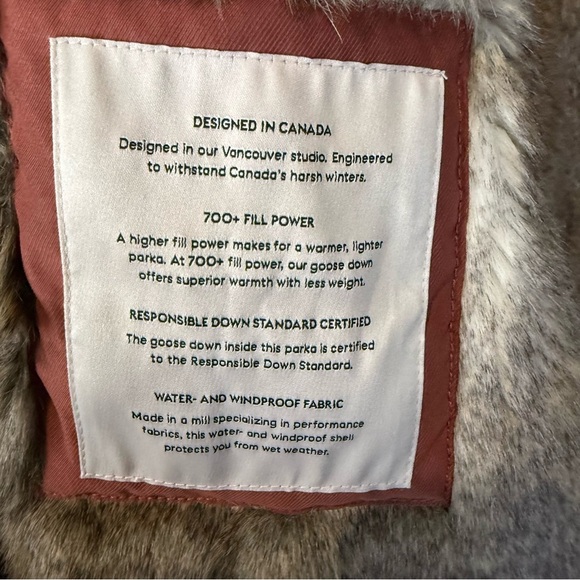 DESIGNED IN CANADA
Designed in our Vancouver studio. Engineered
to withstand Canada's harsh winters.
700+ FILL POWER
A higher fill power makes for a warmer, lighter
parka. At 700+ fill power, our goose down
offers superior warmth with less weight.
RESPONSIBLE DOWN STANDARD CERTIFIED
The goose down inside this parka is certified
to the Responsible Down Standard.
WATER- AND WINDPROOF FABRIC
Made in a mill specializing in performance
fabrics, this water- and windproof shell
protects you from wet weather.